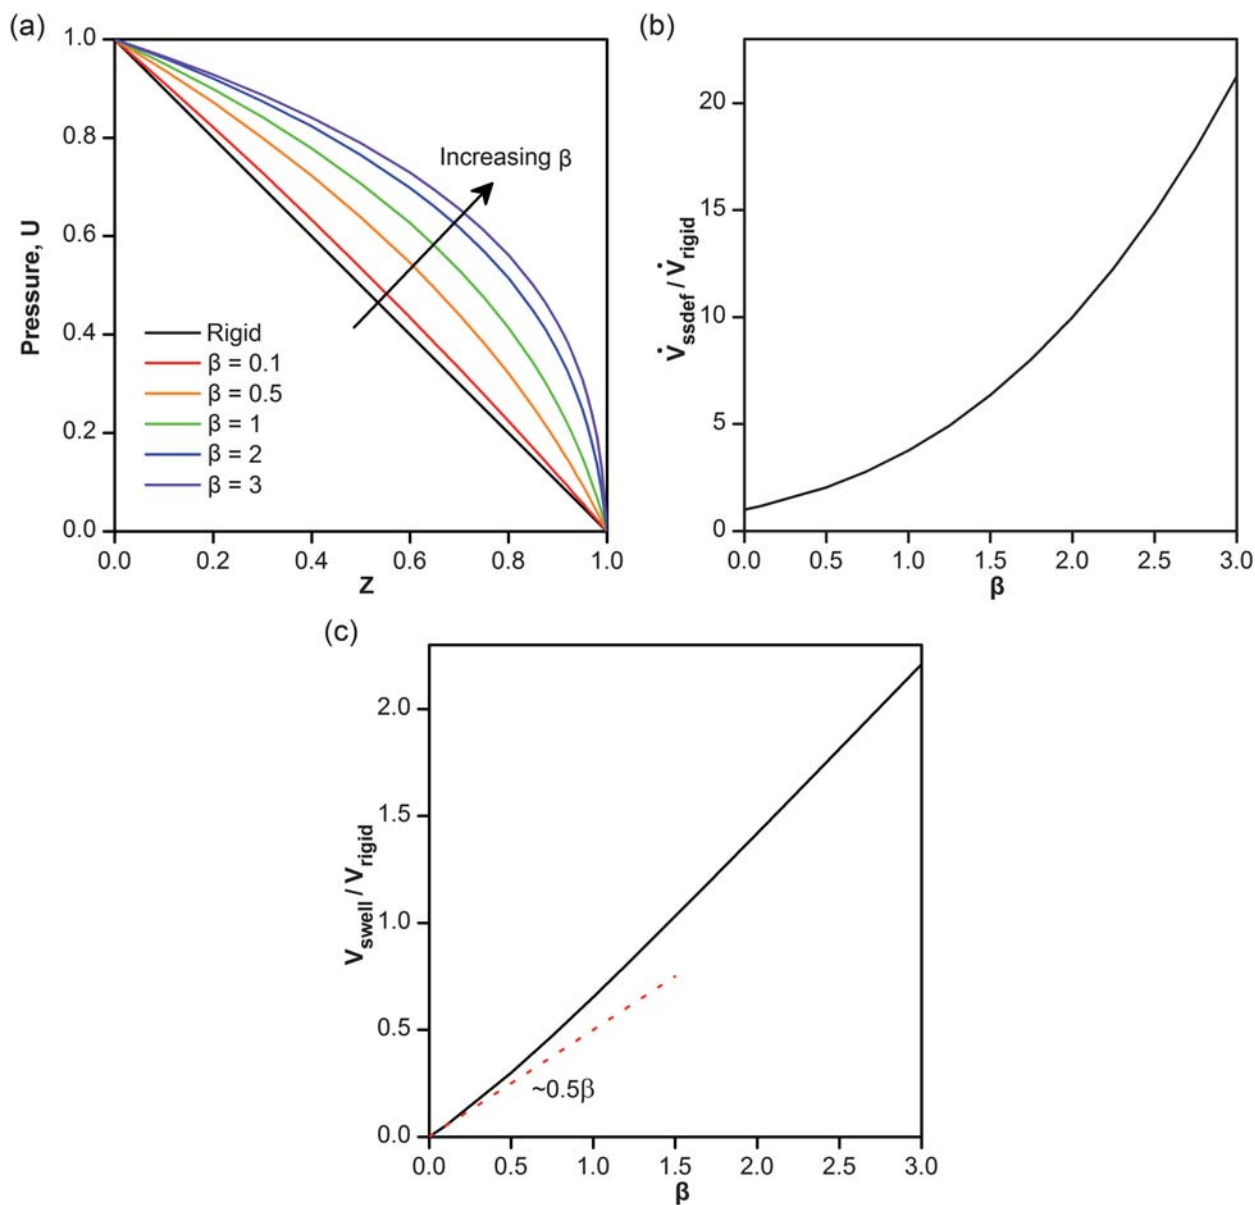 (a)
1.0
0.8
0.6
0.4
0.2
0.0
Pressure, U
Increasing β
Rigid
β = 0.1
β = 0.5
β = 1
β = 2
β = 3
0.0 0.2 0.4 0.6 0.8 1.0
Z
(b)
20
15
10
5
0
V̇ssdef / V̇rigid
0.0 0.5 1.0 1.5 2.0 2.5 3.0
β
(c)
2.0
1.5
1.0
0.5
0.0
Vswell / Vrigid
~0.5β
0.0 0.5 1.0 1.5 2.0 2.5 3.0
β